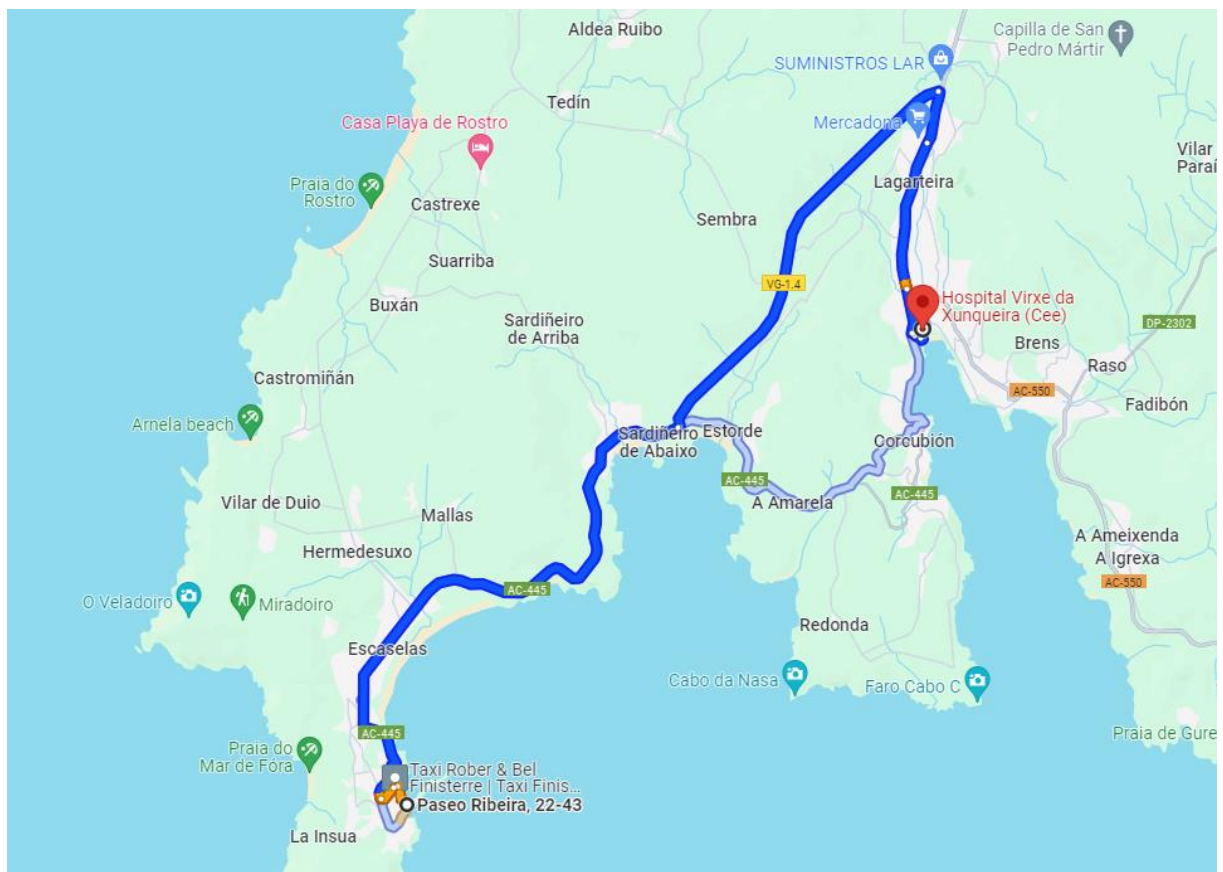 Aldea Ruibo
Capilla de San
Pedro Mártir
SUMINISTROS LAR
Tedín
Casa Playa de Rostro
Mercadona
Vilar
Paraí
Praia do
Rostro
Castrexe
Lagarteira
Sembra
Suarriba
VG-1.4
Buxán
Hospital Virxe da
Xunqueira (Cee)
Sardiñeiro
de Arriba
DP-2302
Brens
Raso
Castromiñán
AC-550
Fadibón
Arnela beach
Sardiñeiro
de Abaixo
Estorde
Corcubión
AC-445
AC-445
Vilar de Duio
Mallas
A Amarela
A Ameixenda
A Igrexa
Hermedesuxo
AC-445
AC-550
O Veladoiro
Miradoiro
Redonda
Escaselas
Cabo da Nasa
Faro Cabo C
AC-445
Praia do
Mar de Fóra
Praia de Gure
Taxi Rober & Bel
Finisterre | Taxi Finis...
Paseo Ribeira, 22-43
La Insua